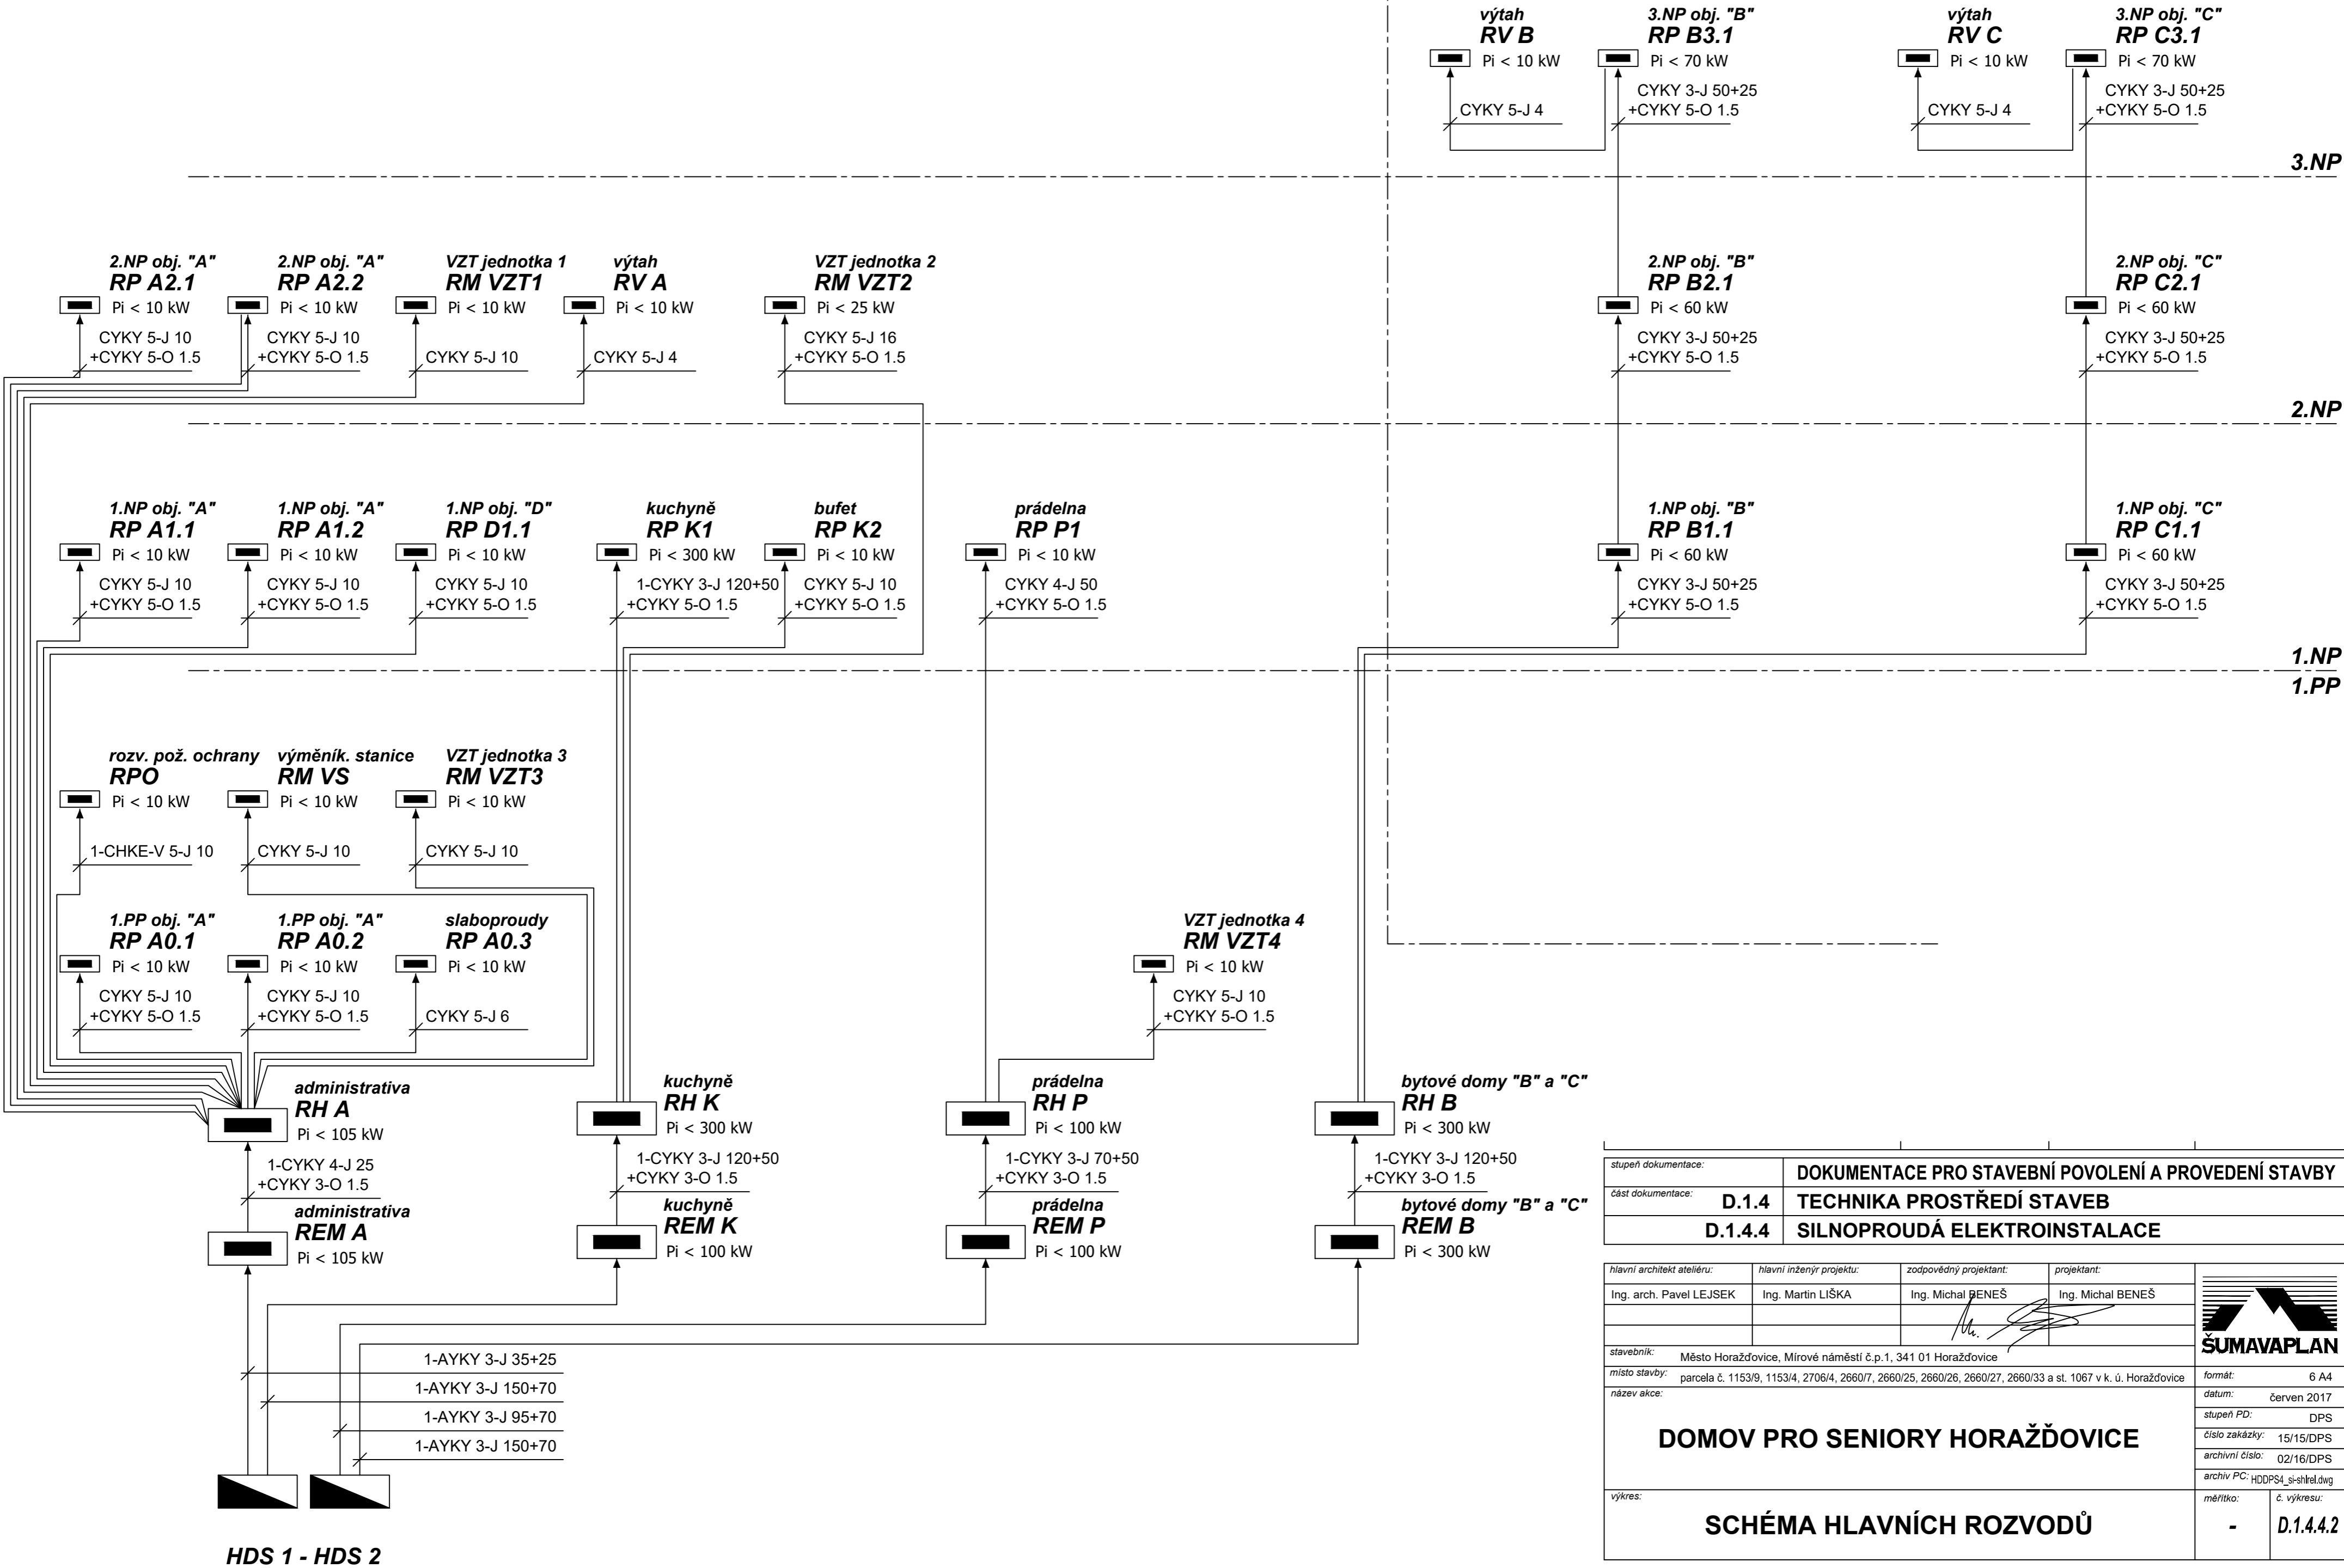 výtah
RV B
Pi < 10 kW
CYKY 5-J 4
3.NP obj. "B"
RP B3.1
Pi < 70 kW
CYKY 3-J 50+25
+CYKY 5-O 1.5
výtah
RV C
Pi < 10 kW
CYKY 5-J 4
3.NP obj. "C"
RP C3.1
Pi < 70 kW
CYKY 3-J 50+25
+CYKY 5-O 1.5
3.NP
2.NP obj. "A"
RP A2.1
Pi < 10 kW
CYKY 5-J 10
+CYKY 5-O 1.5
2.NP obj. "A"
RP A2.2
Pi < 10 kW
CYKY 5-J 10
+CYKY 5-O 1.5
VZT jednotka 1
RM VZT1
Pi < 10 kW
CYKY 5-J 10
výtah
RV A
Pi < 10 kW
CYKY 5-J 4
VZT jednotka 2
RM VZT2
Pi < 25 kW
CYKY 5-J 16
+CYKY 5-O 1.5
2.NP obj. "B"
RP B2.1
Pi < 60 kW
CYKY 3-J 50+25
+CYKY 5-O 1.5
2.NP obj. "C"
RP C2.1
Pi < 60 kW
CYKY 3-J 50+25
+CYKY 5-O 1.5
2.NP
1.NP obj. "A"
RP A1.1
Pi < 10 kW
CYKY 5-J 10
+CYKY 5-O 1.5
1.NP obj. "A"
RP A1.2
Pi < 10 kW
CYKY 5-J 10
+CYKY 5-O 1.5
1.NP obj. "D"
RP D1.1
Pi < 10 kW
CYKY 5-J 10
+CYKY 5-O 1.5
kuchyně
RP K1
Pi < 300 kW
1-CYKY 3-J 120+50
+CYKY 5-O 1.5
bufet
RP K2
Pi < 10 kW
CYKY 5-J 10
+CYKY 5-O 1.5
prádelna
RP P1
Pi < 10 kW
CYKY 4-J 50
+CYKY 5-O 1.5
1.NP obj. "B"
RP B1.1
Pi < 60 kW
CYKY 3-J 50+25
+CYKY 5-O 1.5
1.NP obj. "C"
RP C1.1
Pi < 60 kW
CYKY 3-J 50+25
+CYKY 5-O 1.5
1.NP
1.PP
rozv. pož. ochrany
RPO
Pi < 10 kW
1-CHKE-V 5-J 10
výměník. stanice
RM VS
Pi < 10 kW
CYKY 5-J 10
VZT jednotka 3
RM VZT3
Pi < 10 kW
CYKY 5-J 10
1.PP obj. "A"
RP A0.1
Pi < 10 kW
CYKY 5-J 10
+CYKY 5-O 1.5
1.PP obj. "A"
RP A0.2
Pi < 10 kW
CYKY 5-J 10
+CYKY 5-O 1.5
slaboproudy
RP A0.3
Pi < 10 kW
CYKY 5-J 6
VZT jednotka 4
RM VZT4
Pi < 10 kW
CYKY 5-J 10
+CYKY 5-O 1.5
administrativa
RH A
Pi < 105 kW
1-CYKY 4-J 25
+CYKY 3-O 1.5
kuchyně
RH K
Pi < 300 kW
1-CYKY 3-J 120+50
+CYKY 3-O 1.5
prádelna
RH P
Pi < 100 kW
1-CYKY 3-J 70+50
+CYKY 3-O 1.5
bytové domy "B" a "C"
RH B
Pi < 300 kW
1-CYKY 3-J 120+50
+CYKY 3-O 1.5
administrativa
REM A
Pi < 105 kW
kuchyně
REM K
Pi < 100 kW
prádelna
REM P
Pi < 100 kW
bytové domy "B" a "C"
REM B
Pi < 300 kW
1-AYKY 3-J 35+25
1-AYKY 3-J 150+70
1-AYKY 3-J 95+70
1-AYKY 3-J 150+70
HDS 1 - HDS 2
stupeň dokumentace:
DOKUMENTACE PRO STAVEBNÍ POVOLENÍ A PROVEDENÍ STAVBY
část dokumentace:
D.1.4 TECHNIKA PROSTŘEDÍ STAVEB
D.1.4.4 SILNOPROUDÁ ELEKTROINSTALACE
hlavní architekt ateliéru: hlavní inženýr projektu: zodpovědný projektant: projektant:
Ing. arch. Pavel LEJSEK Ing. Martin LIŠKA Ing. Michal BENEŠ Ing. Michal BENEŠ
ŠUMAVAPLAN
stavebník: Město Horažďovice, Mírové náměstí č.p.1, 341 01 Horažďovice
místo stavby: parcela č. 1153/9, 1153/4, 2706/4, 2660/7, 2660/25, 2660/26, 2660/27, 2660/33 a st. 1067 v k. ú. Horažďovice
název akce:
DOMOV PRO SENIORY HORAŽĎOVICE
formát: 6 A4
datum: červen 2017
stupeň PD: DPS
číslo zakázky: 15/15/DPS
archivní číslo: 02/16/DPS
archiv PC: HDDPS4_si-shlrel.dwg
výkres:
SCHÉMA HLAVNÍCH ROZVODŮ
měřítko:
-
č. výkresu:
D.1.4.4.2